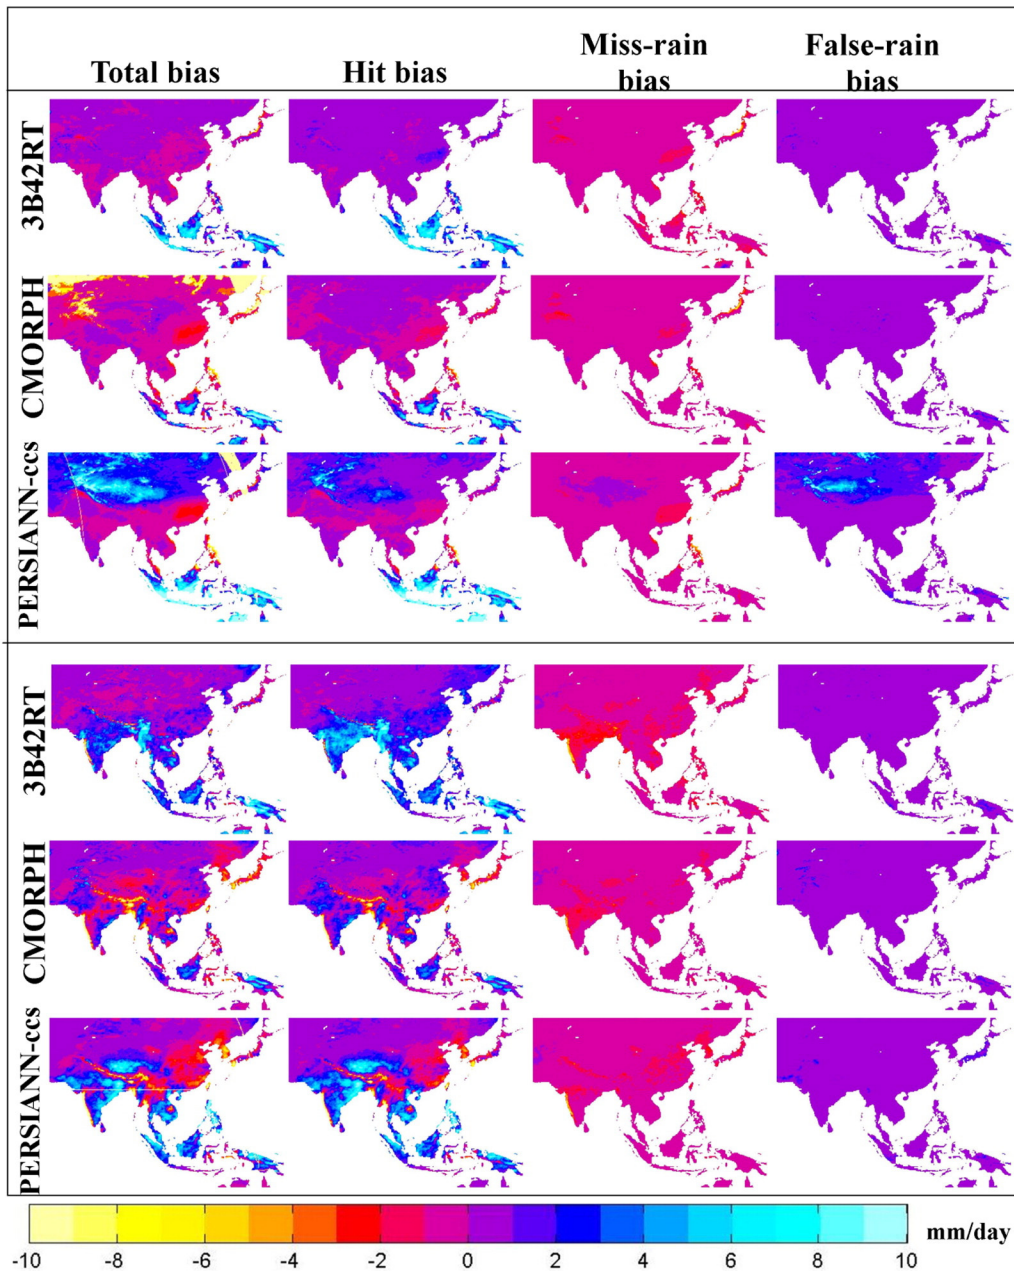 Total bias
Hit bias
Miss-rain
bias
False-rain
bias
3B42RT
CMORPH
PERSIANN-ccs
3B42RT
CMORPH
PERSIANN-ccs
-10 -8 -6 -4 -2 0 2 4 6 8 10 mm/day